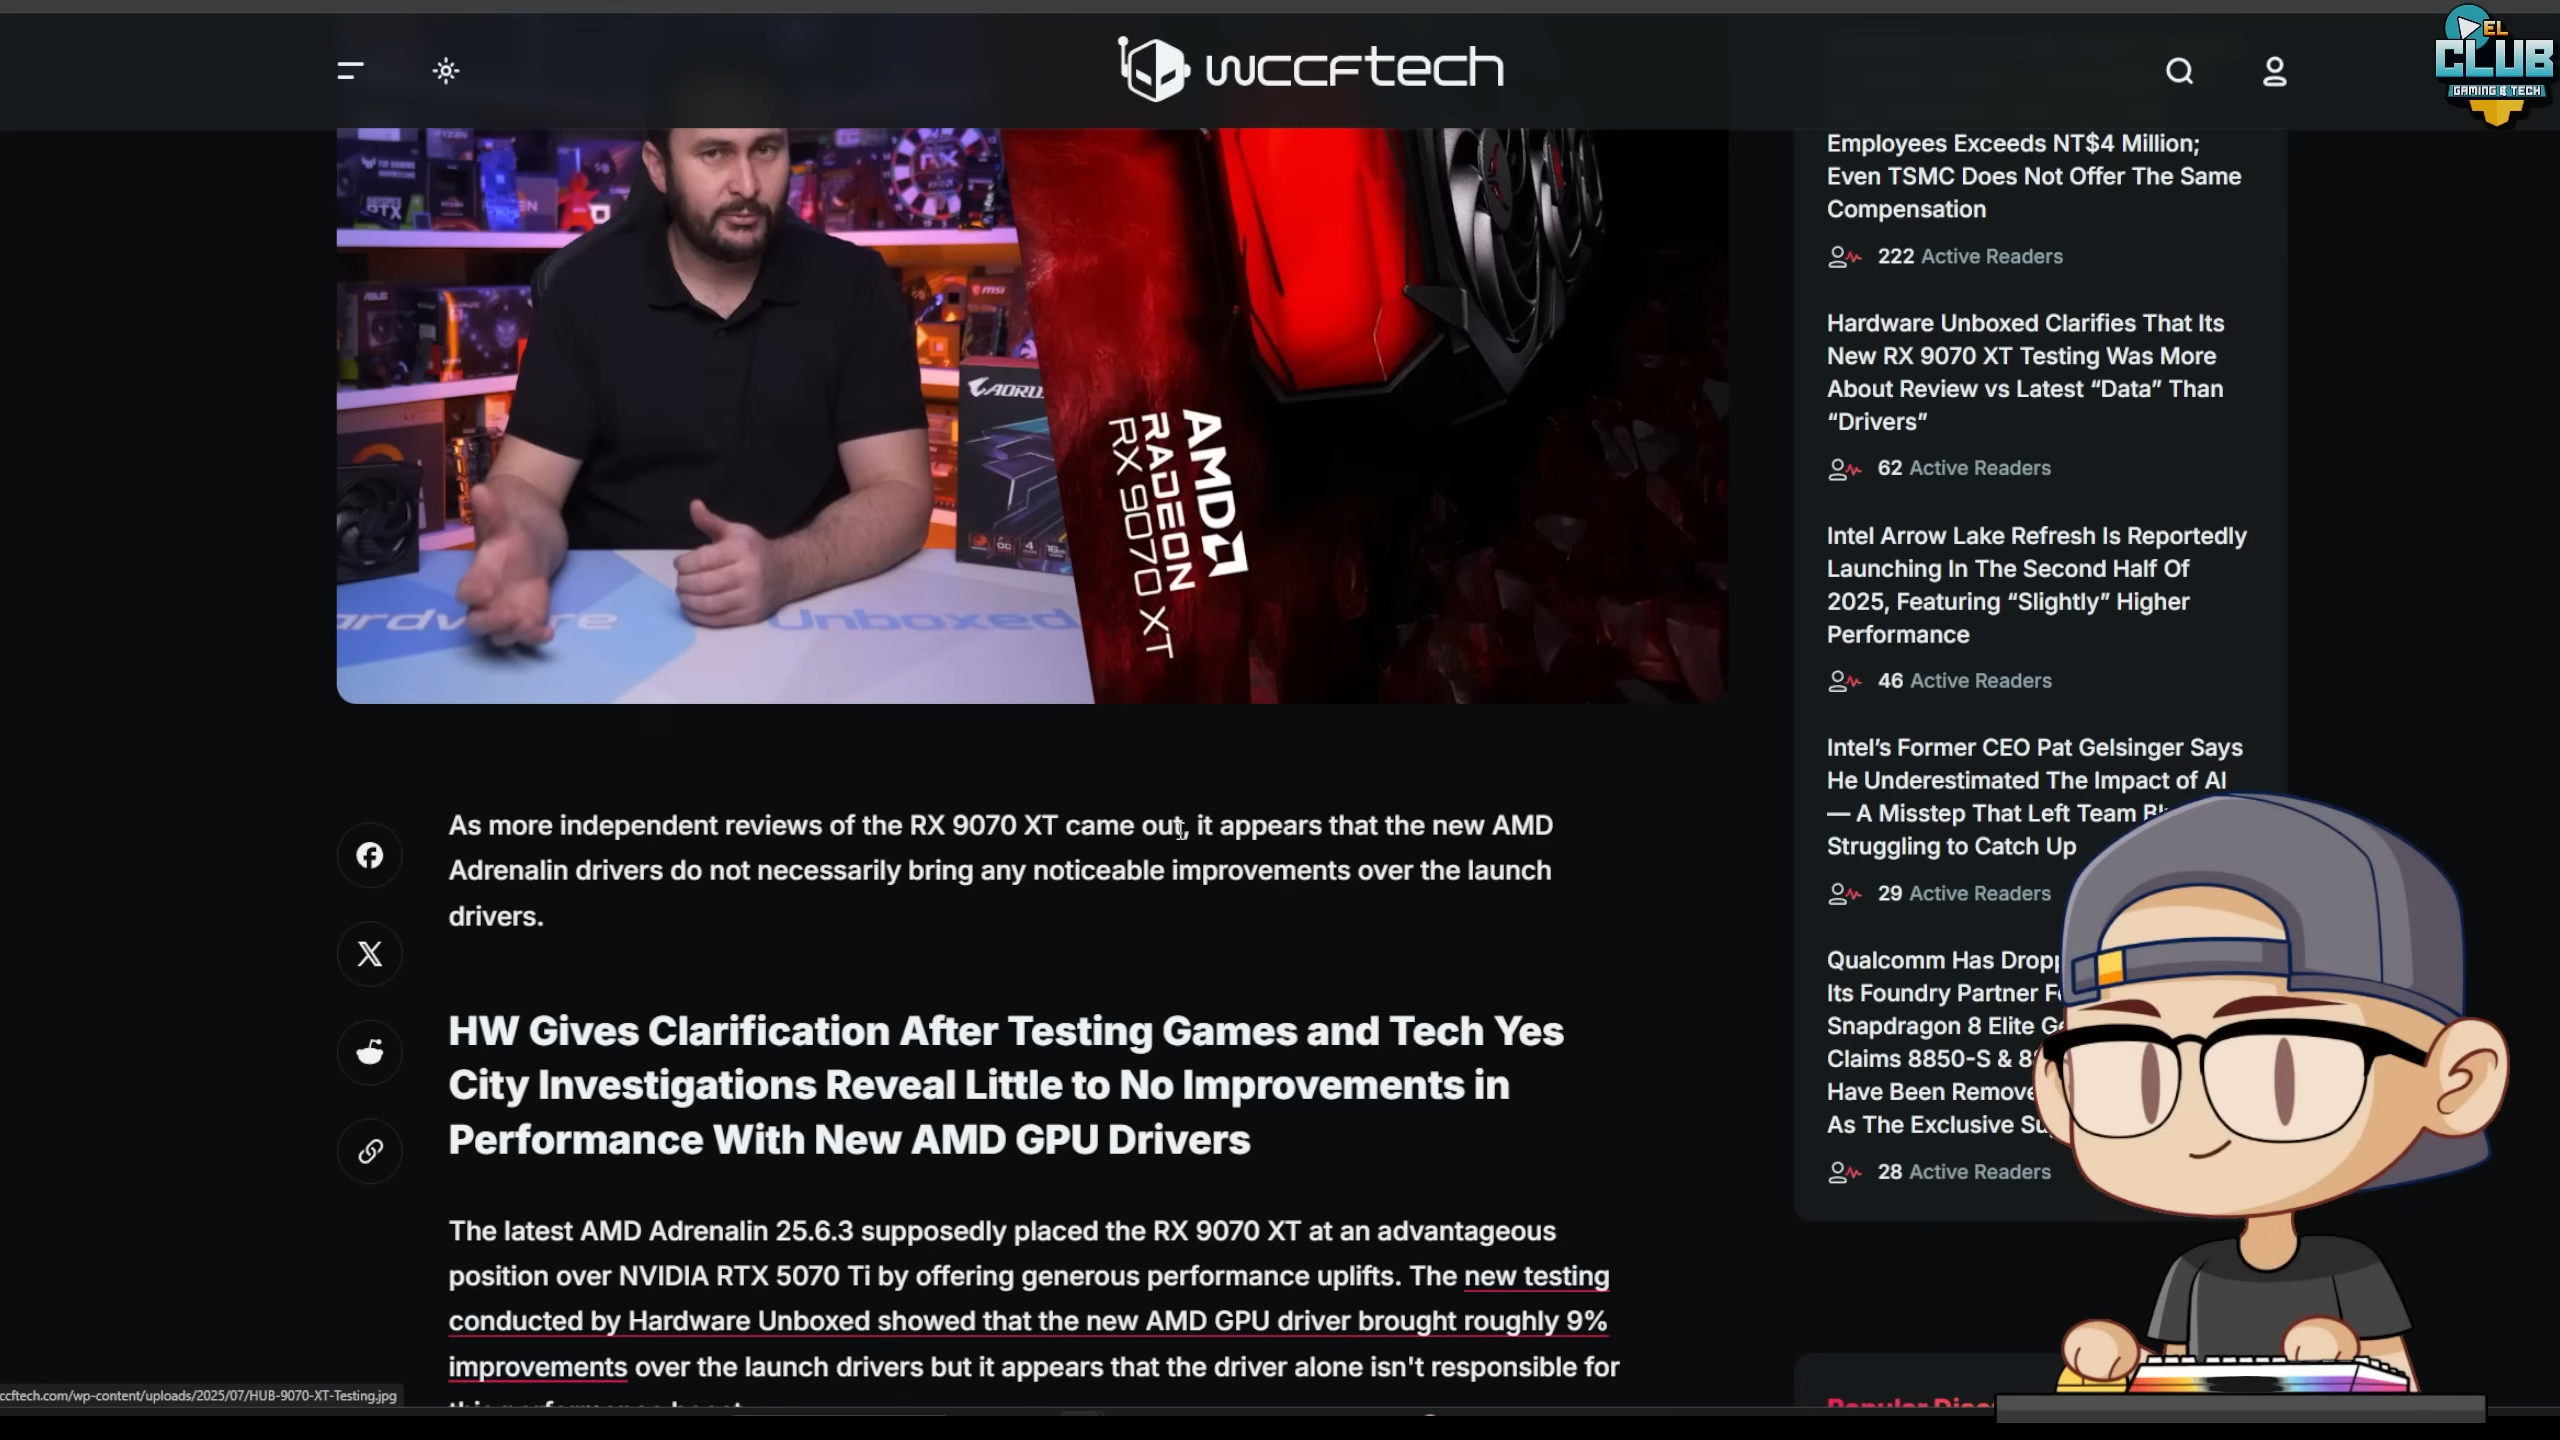 wccftech
EL
CLUB
GAMING & TECH
RTX
RX
msi
ASUS
AORUS
AMD
RADEON
RX 9070 XT
Unboxed
As more independent reviews of the RX 9070 XT came out, it appears that the new AMD
Adrenalin drivers do not necessarily bring any noticeable improvements over the launch
drivers.
HW Gives Clarification After Testing Games and Tech Yes
City Investigations Reveal Little to No Improvements in
Performance With New AMD GPU Drivers
The latest AMD Adrenalin 25.6.3 supposedly placed the RX 9070 XT at an advantageous
position over NVIDIA RTX 5070 Ti by offering generous performance uplifts. The new testing
conducted by Hardware Unboxed showed that the new AMD GPU driver brought roughly 9%
improvements over the launch drivers but it appears that the driver alone isn't responsible for
ccftech.com/wp-content/uploads/2025/07/HUB-9070-XT-Testing.jpg
Employees Exceeds NT$4 Million;
Even TSMC Does Not Offer The Same
Compensation
222 Active Readers
Hardware Unboxed Clarifies That Its
New RX 9070 XT Testing Was More
About Review vs Latest “Data” Than
“Drivers”
62 Active Readers
Intel Arrow Lake Refresh Is Reportedly
Launching In The Second Half Of
2025, Featuring “Slightly” Higher
Performance
46 Active Readers
Intel’s Former CEO Pat Gelsinger Says
He Underestimated The Impact of AI
— A Misstep That Left Team
Struggling to Catch Up
29 Active Readers
Qualcomm Has
Its Foundry Partner
Snapdragon 8 Elite
Claims 8850-S &
Have Been
As The Exclusive
28 Active Readers